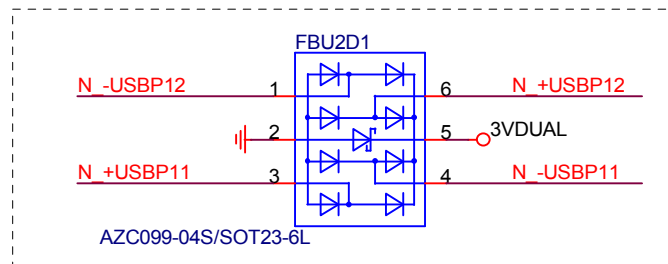 FBU2D1
N_-USBP12 1 6 N_+USBP12
2 5 3VDUAL
N_+USBP11 3 4 N_-USBP11
AZC099-04S/SOT23-6L